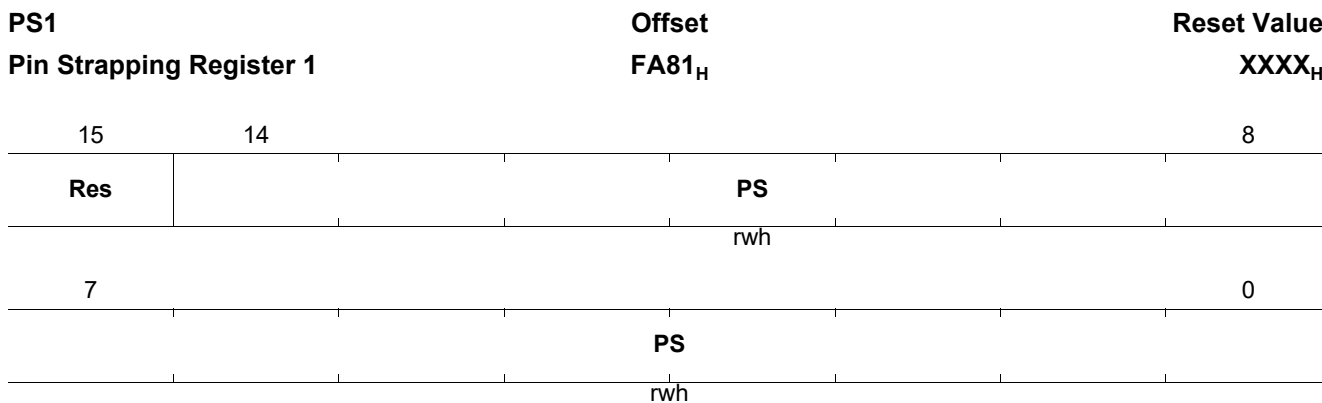 PS1 Offset Reset Value
Pin Strapping Register 1 FA81H XXXXH
15 14 8
Res PS
rwh
7 0
PS
rwh